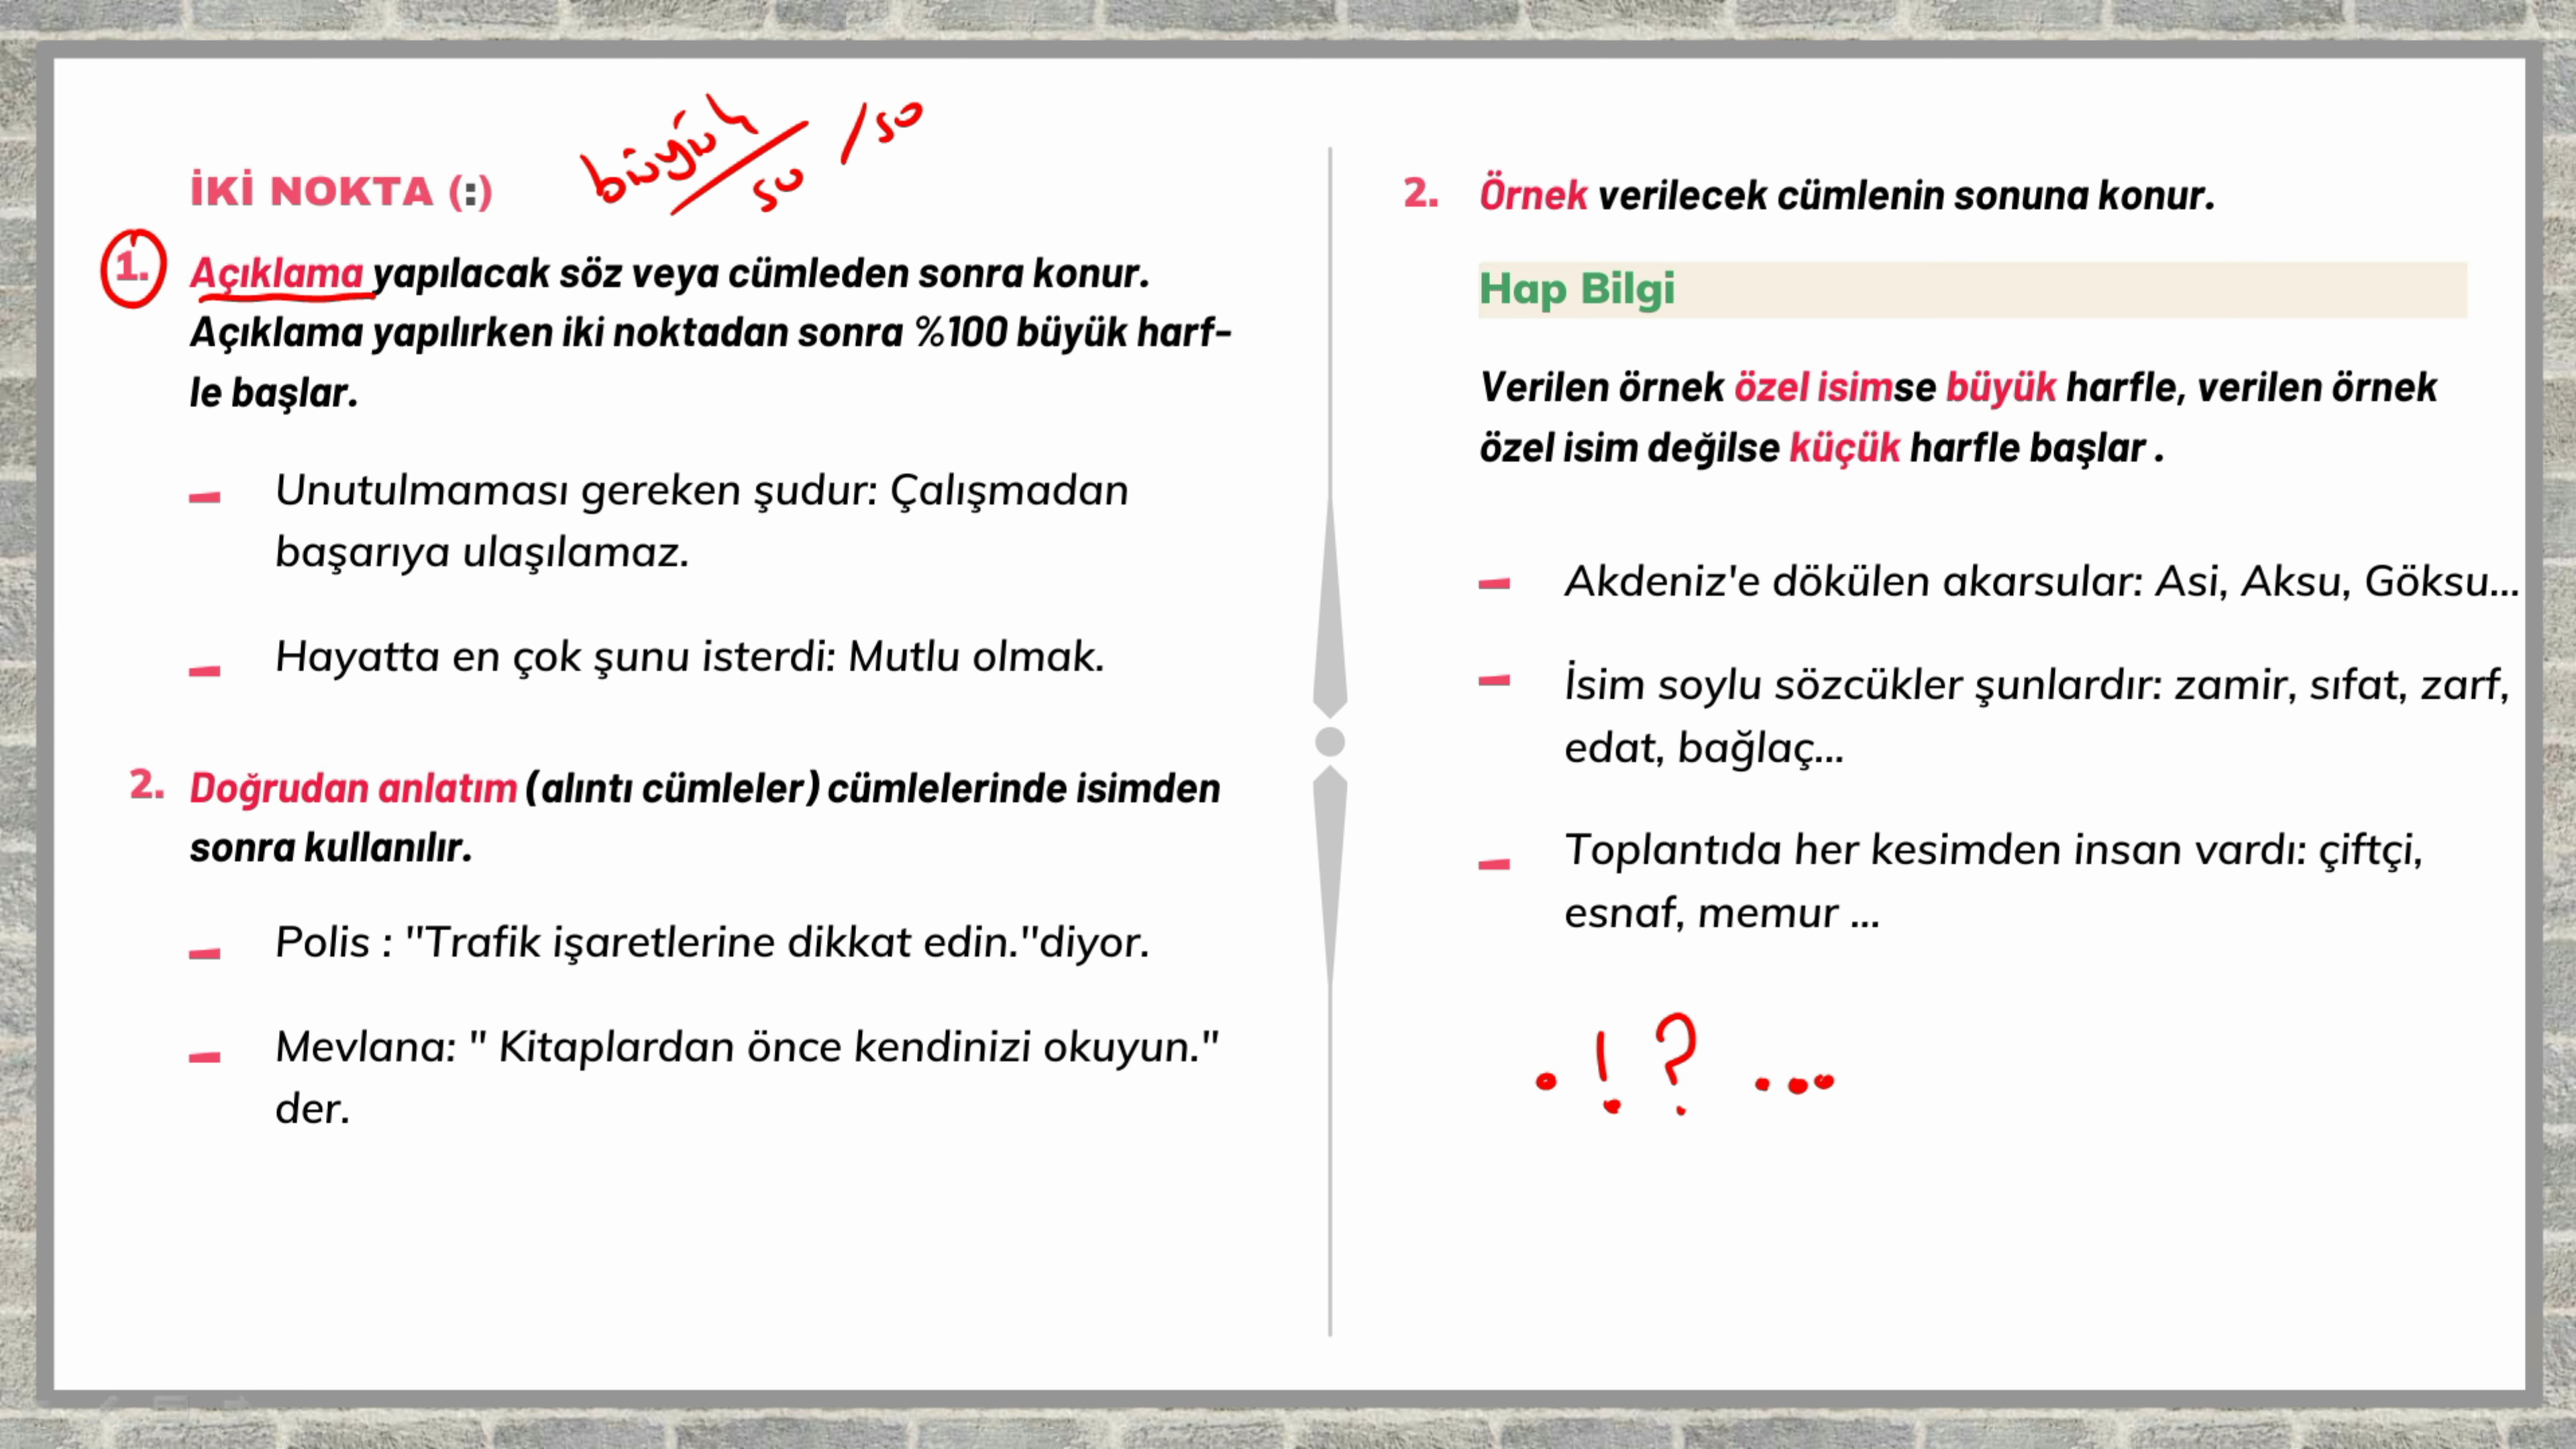 büyük
50 /50
İKİ NOKTA (:)
1. Açıklama yapılacak söz veya cümleden sonra konur.
Açıklama yapılırken iki noktadan sonra %100 büyük harf-
le başlar.
- Unutulmaması gereken şudur: Çalışmadan
başarıya ulaşılamaz.
- Hayatta en çok şunu isterdi: Mutlu olmak.
2. Doğrudan anlatım (alıntı cümleler) cümlelerinde isimden
sonra kullanılır.
- Polis : "Trafik işaretlerine dikkat edin."diyor.
- Mevlana: " Kitaplardan önce kendinizi okuyun."
der.
2. Örnek verilecek cümlenin sonuna konur.
Hap Bilgi
Verilen örnek özel isimse büyük harfle, verilen örnek
özel isim değilse küçük harfle başlar .
- Akdeniz'e dökülen akarsular: Asi, Aksu, Göksu...
- İsim soylu sözcükler şunlardır: zamir, sıfat, zarf,
edat, bağlaç...
- Toplantıda her kesimden insan vardı: çiftçi,
esnaf, memur ...
. ! ? ...